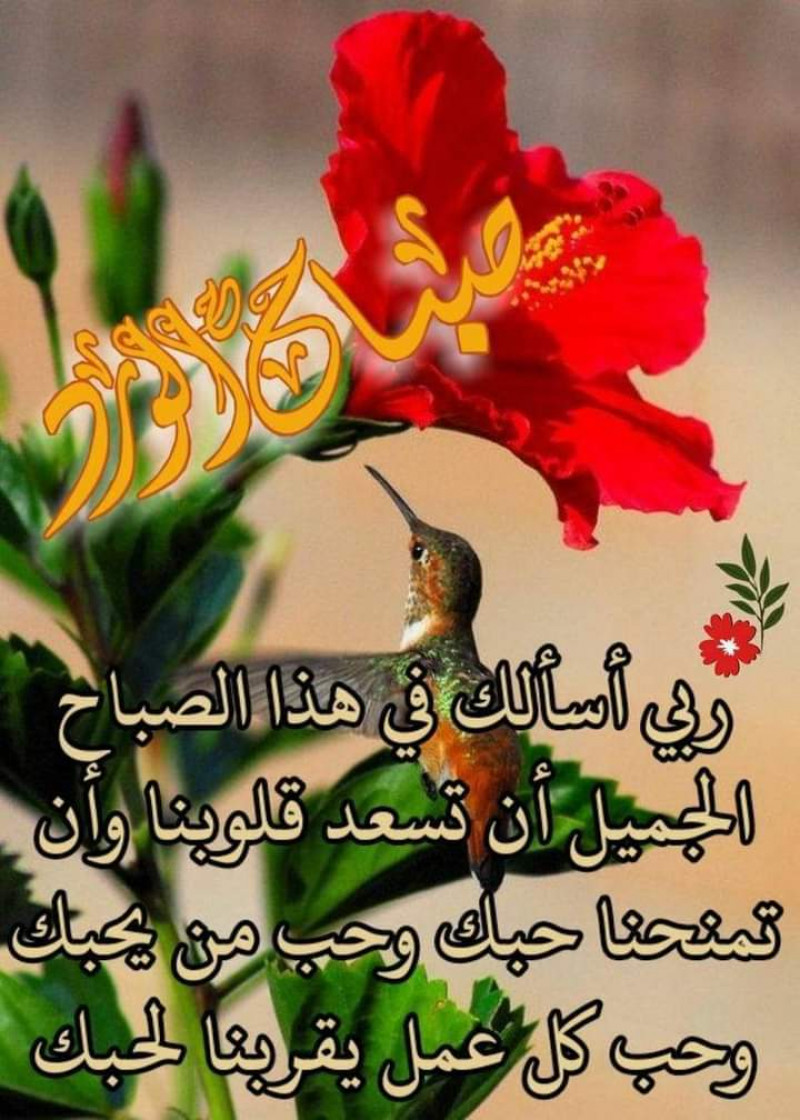 صباح الورد
ربي أسألك في هذا الصباح
الجميل أن تسعد قلوبنا وأن
تمنحنا حبك وحب من يحبك
وحب كل عمل يقربنا لحبك